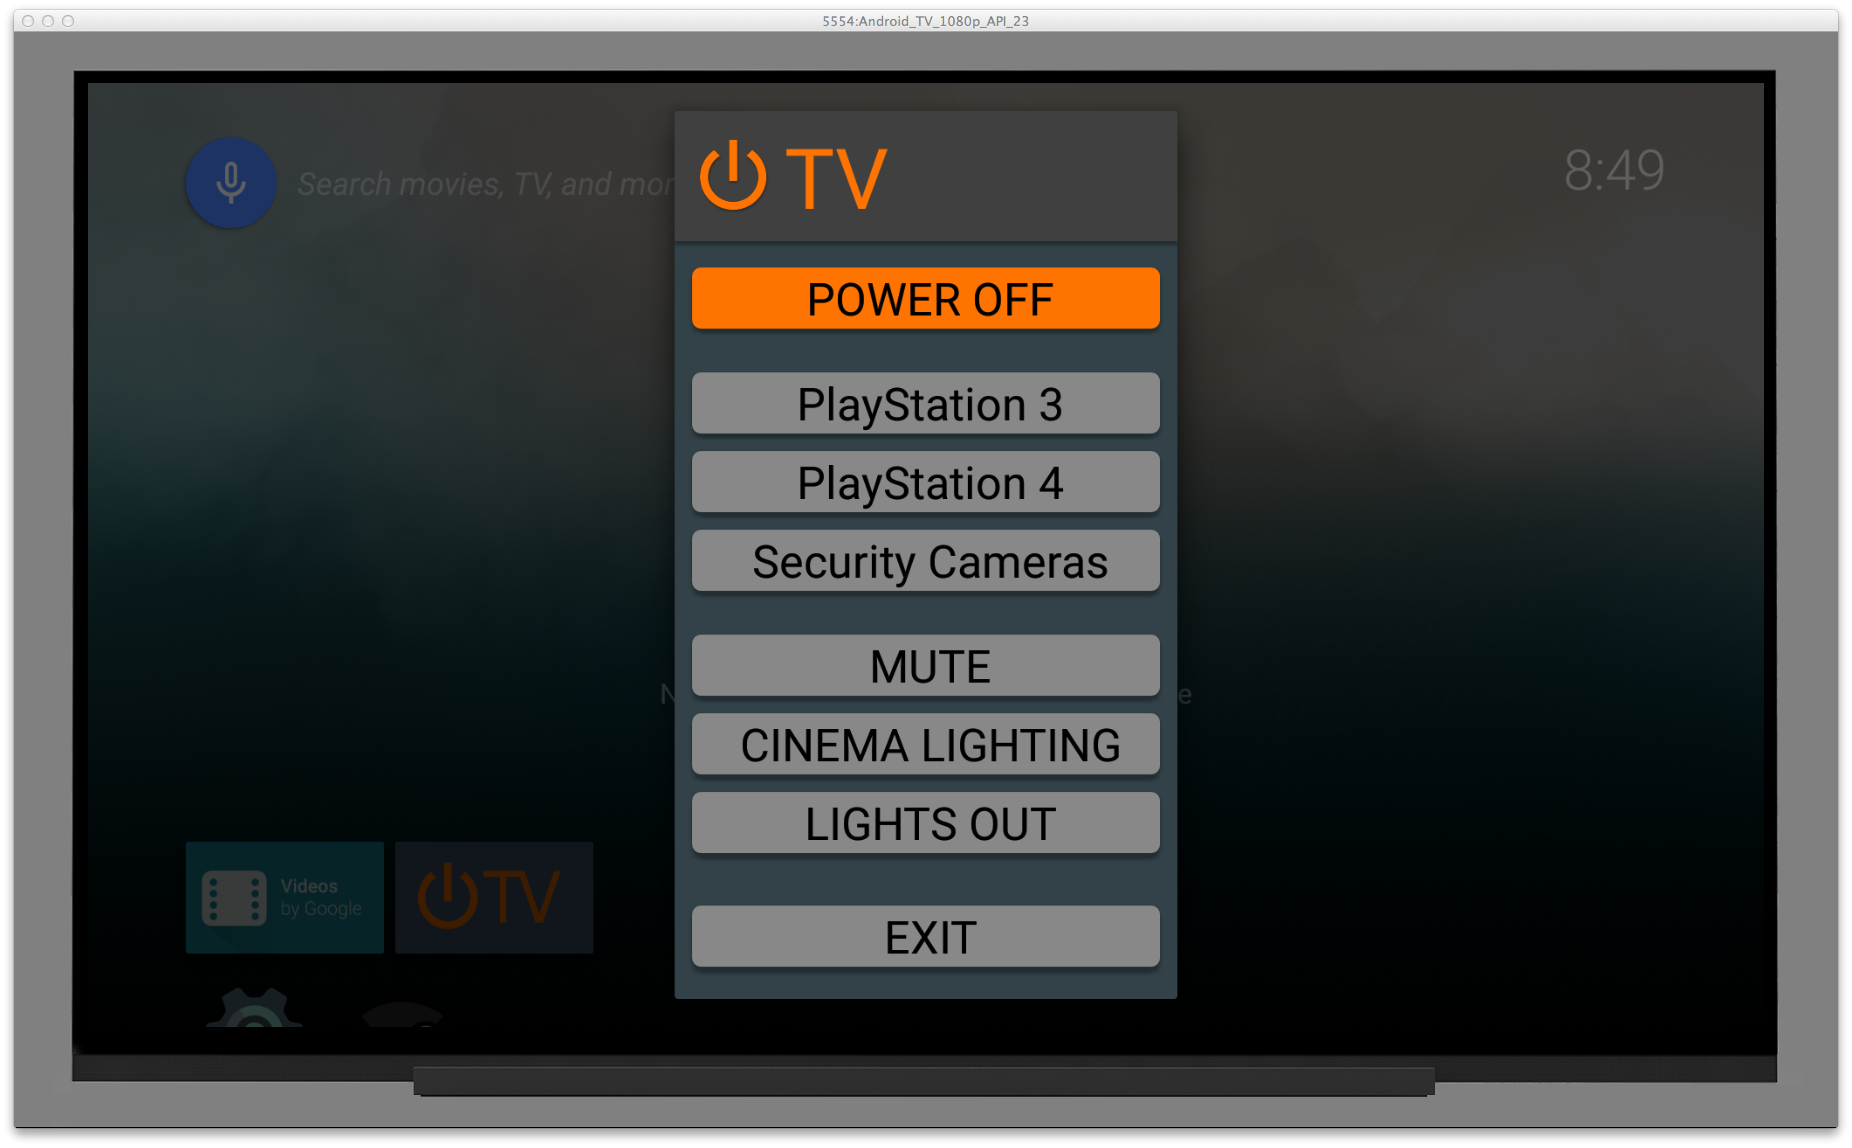 5554:Android_TV_1080p_API_23
Search movies, TV, and mor
TV
8:49
POWER OFF
PlayStation 3
PlayStation 4
Security Cameras
MUTE
CINEMA LIGHTING
LIGHTS OUT
EXIT
Videos
by Google
TV